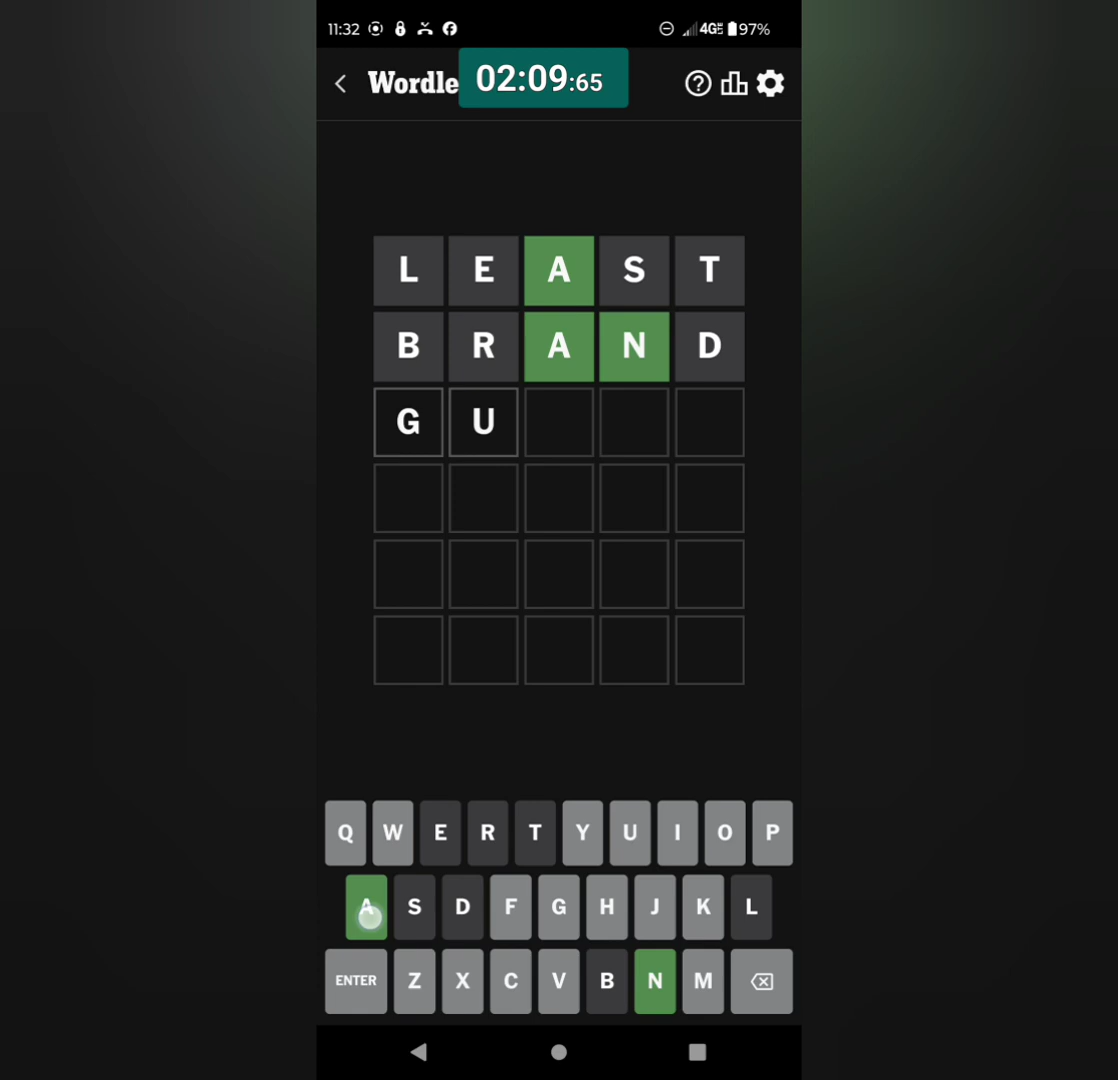 11:32 4G 97%
Wordle 02:09:65
L E A S T
B R A N D
G U
Q W E R T Y U I O P
A S D F G H J K L
ENTER Z X C V B N M